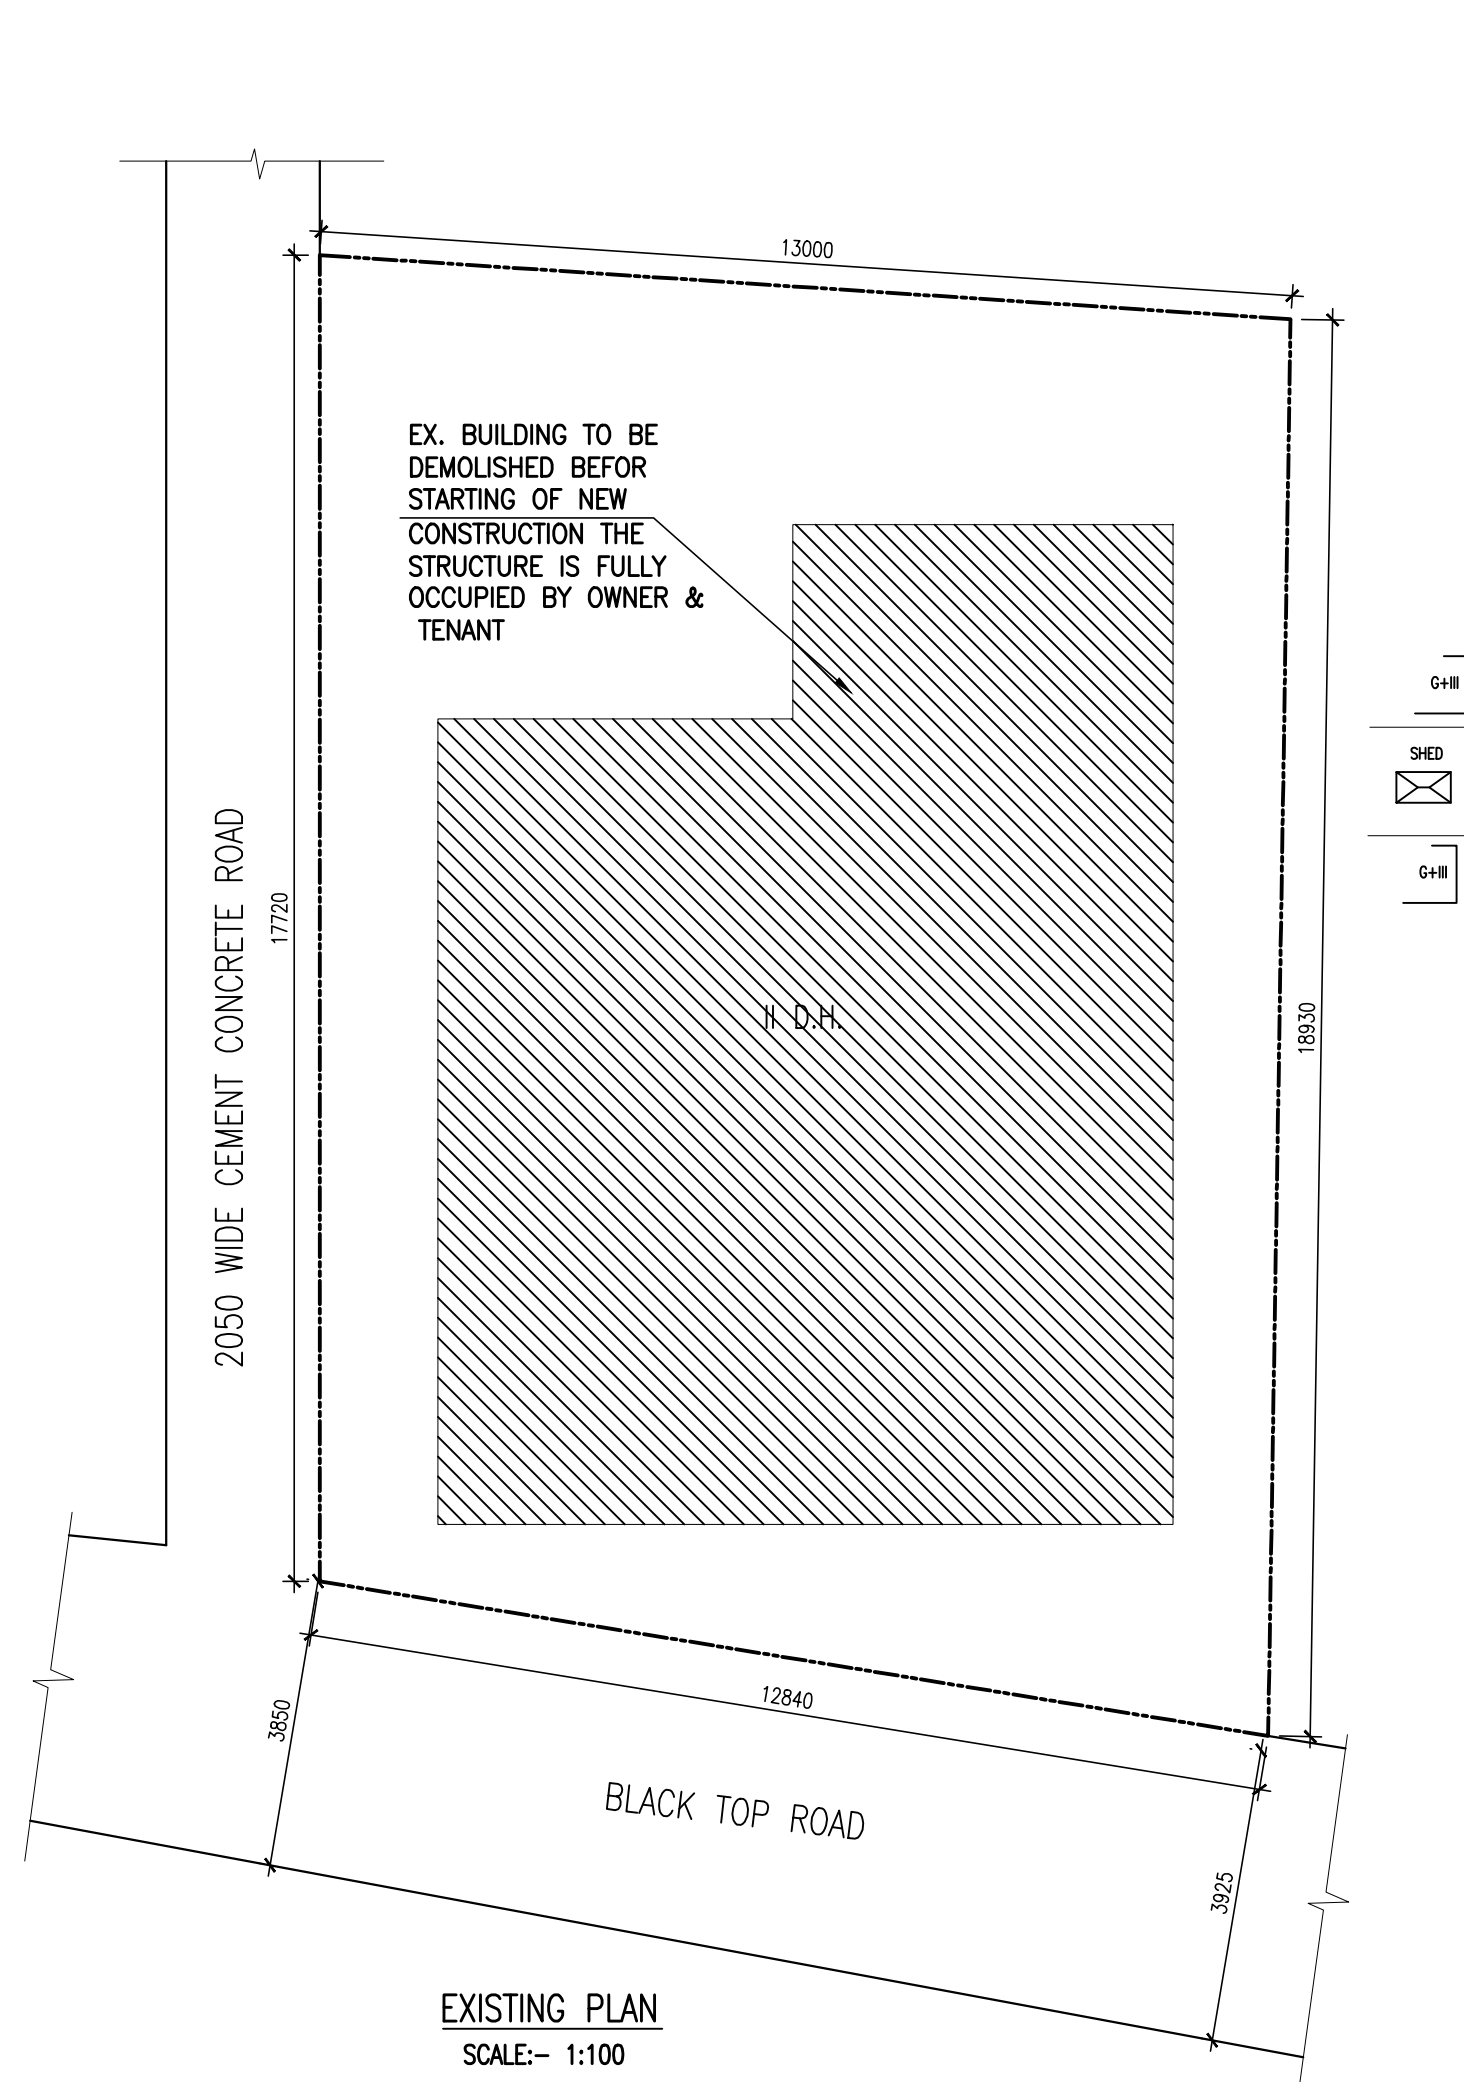 13000
EX. BUILDING TO BE
DEMOLISHED BEFOR
STARTING OF NEW
CONSTRUCTION THE
STRUCTURE IS FULLY
OCCUPIED BY OWNER &
TENANT
G+III
SHED
G+III
2050 WIDE CEMENT CONCRETE ROAD
17720
II D.H.
18930
12840
3850
BLACK TOP ROAD
3925
EXISTING PLAN
SCALE:- 1:100